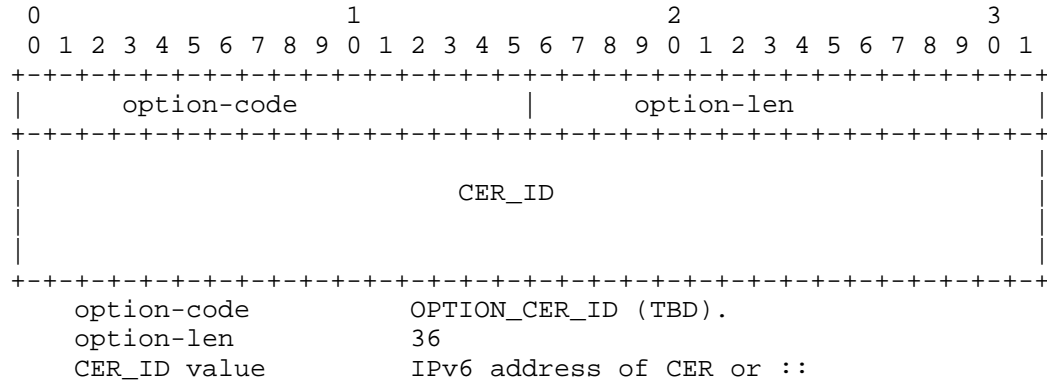 0                   1                   2                   3
 0 1 2 3 4 5 6 7 8 9 0 1 2 3 4 5 6 7 8 9 0 1 2 3 4 5 6 7 8 9 0 1
+-+-+-+-+-+-+-+-+-+-+-+-+-+-+-+-+-+-+-+-+-+-+-+-+-+-+-+-+-+-+-+-+
|      option-code              |      option-len               |
+-+-+-+-+-+-+-+-+-+-+-+-+-+-+-+-+-+-+-+-+-+-+-+-+-+-+-+-+-+-+-+-+
|                                                               |
|                           CER_ID                              |
|                                                               |
|                                                               |
+-+-+-+-+-+-+-+-+-+-+-+-+-+-+-+-+-+-+-+-+-+-+-+-+-+-+-+-+-+-+-+-+
    option-code          OPTION_CER_ID (TBD).
    option-len           36
    CER_ID value         IPv6 address of CER or ::